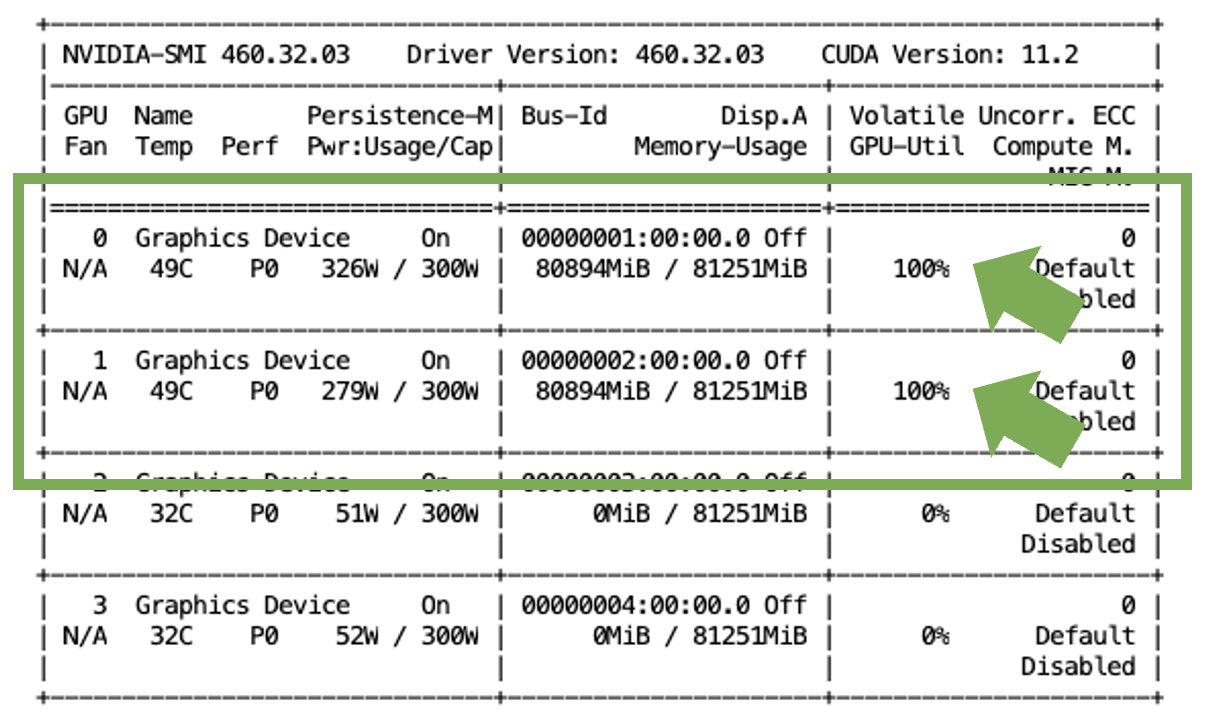 NVIDIA-SMI 460.32.03 Driver Version: 460.32.03 CUDA Version: 11.2
GPU Name Persistence-M| Bus-Id Disp.A | Volatile Uncorr. ECC
Fan Temp Perf Pwr:Usage/Cap| Memory-Usage | GPU-Util Compute M.
MIG M.
0 Graphics Device On | 00000001:00:00.0 Off | 0
N/A 49C P0 326W / 300W | 80894MiB / 81251MiB | 100% Default
bled
1 Graphics Device On | 00000002:00:00.0 Off | 0
N/A 49C P0 279W / 300W | 80894MiB / 81251MiB | 100% Default
bled
2 Graphics Device On | 00000003:00:00.0 Off | 0
N/A 32C P0 51W / 300W | 0MiB / 81251MiB | 0% Default
Disabled
3 Graphics Device On | 00000004:00:00.0 Off | 0
N/A 32C P0 52W / 300W | 0MiB / 81251MiB | 0% Default
Disabled